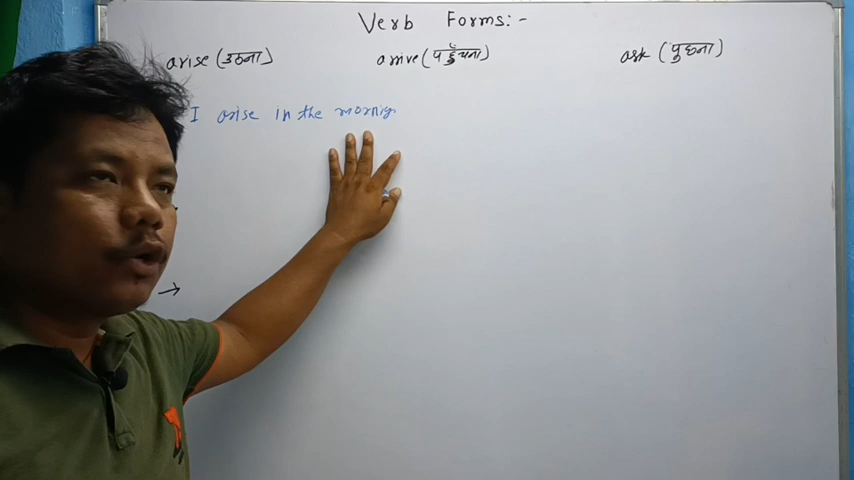 Verb Forms:-
arise (उठना) arrive (पहुँचना) ask (पुछना)
I arise in the morning
→